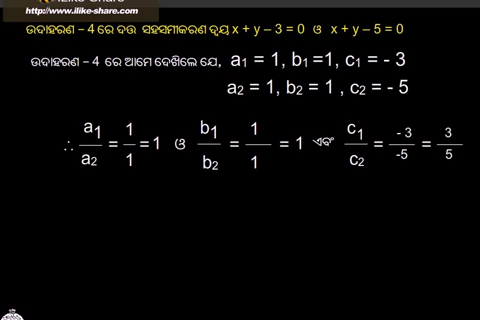 http://www.ilike-share.com
ଉଦାହରଣ – 4 ରେ ଦତ୍ତ ସହସମୀକରଣ ଦ୍ୱୟ x + y – 3 = 0 ଓ x + y – 5 = 0
ଉଦାହରଣ – 4 ରେ ଆମେ ଦେଖିଲେ ଯେ, a1 = 1, b1 =1, c1 = - 3
a2 = 1, b2 = 1 , c2 = - 5
∴ a1/a2 = 1/1 = 1 ଓ b1/b2 = 1/1 = 1 ଏବଂ c1/c2 = - 3/-5 = 3/5